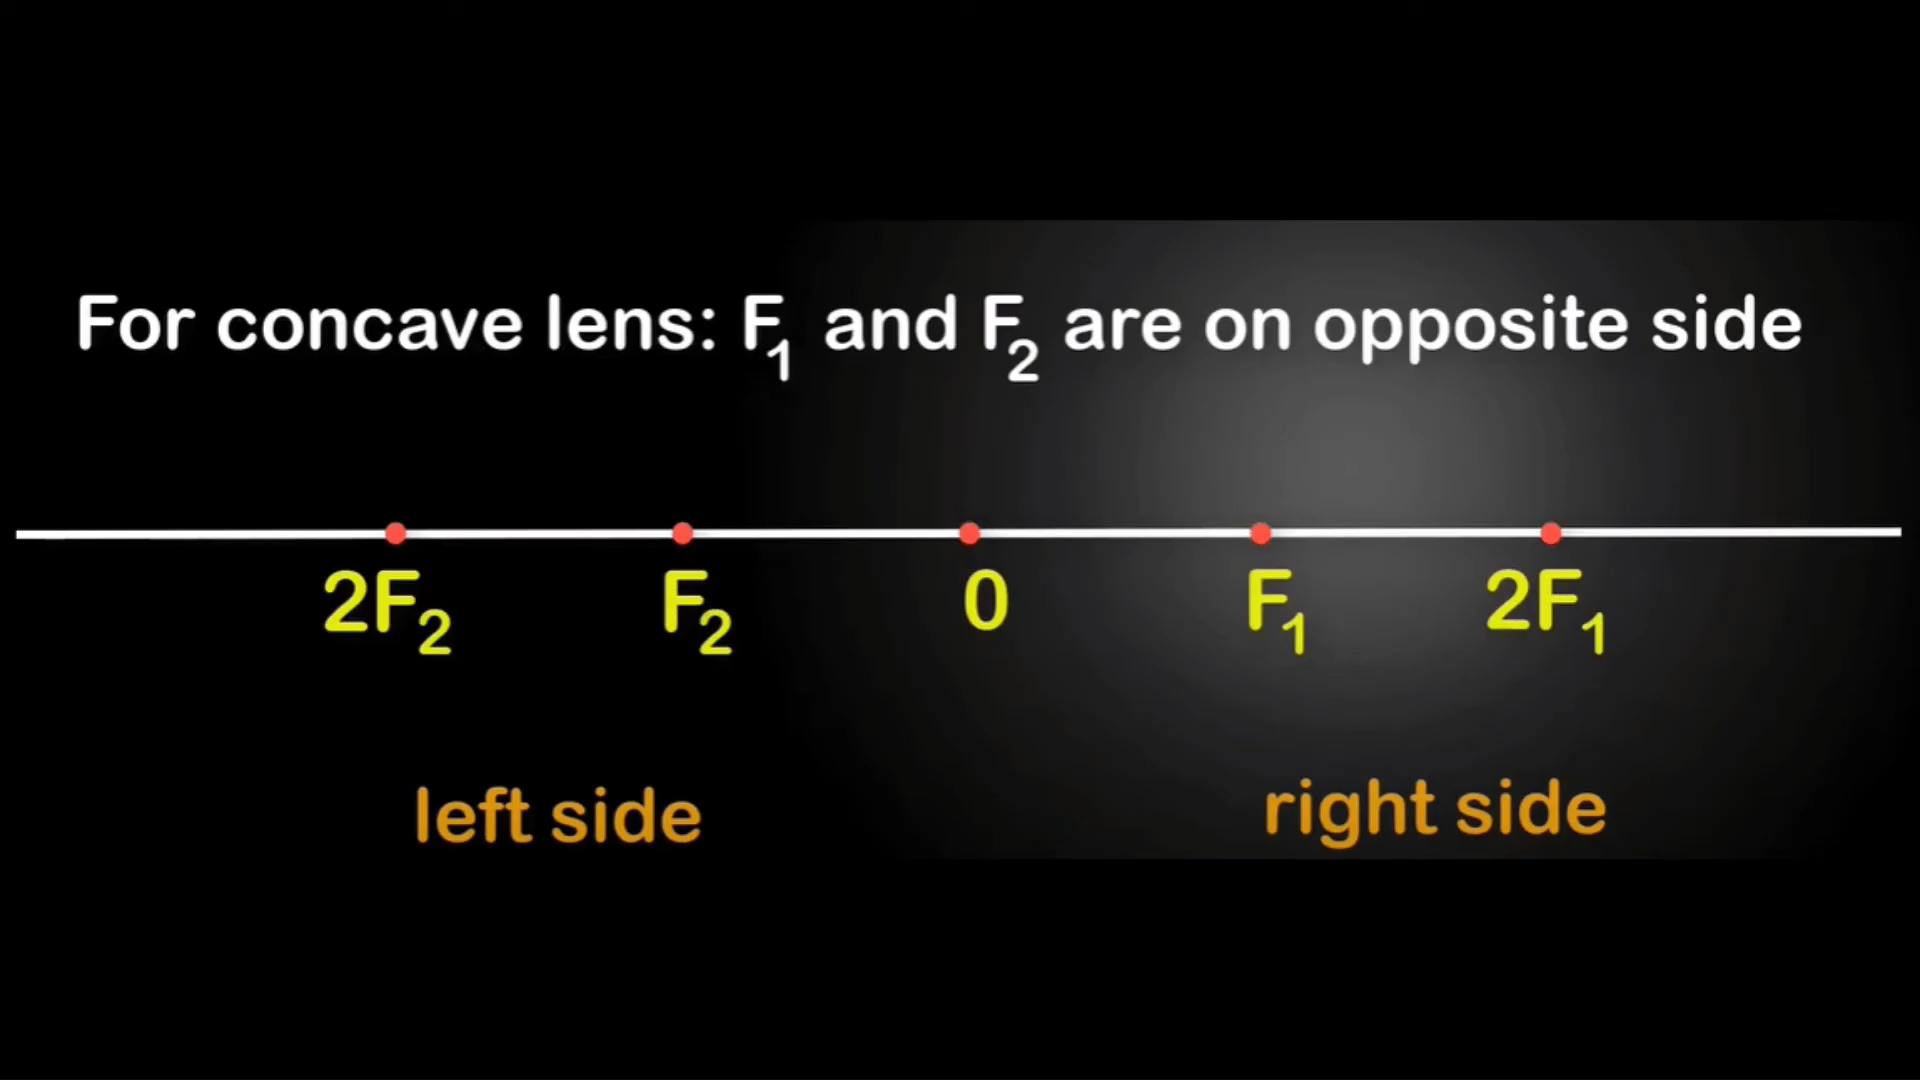 For concave lens: F₁ and F₂ are on opposite side
2F₂ F₂ 0 F₁ 2F₁
left side right side